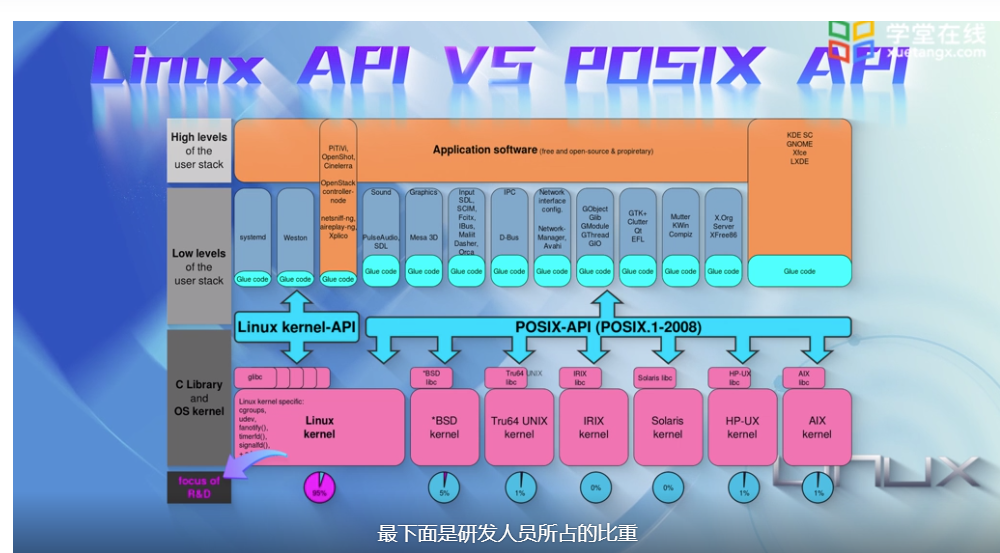 学堂在线
xuetangx.com
Linux API VS POSIX API
High levels
of the
user stack
PiTiVi,
OpenShot,
Cinelerra
OpenStack
controller-
node
netsniff-ng,
aireplay-ng,
Xplico
Application software (free and open-source & propiretary)
KDE SC
GNOME
Xfce
LXDE
Low levels
of the
user stack
systemd
Weston
Sound
PulseAudio,
SDL
Graphics
Mesa 3D
Input
SDL,
SCIM,
Fcitx,
IBus,
Maliit
Dasher,
Orca
IPC
D-Bus
Network
interface
config.
Network-
Manager,
Avahi
GObject
Glib
GModule
GThread
GIO
GTK+
Clutter
Qt
EFL
Mutter
KWin
Compiz
X.Org
Server
XFree86
Glue code
Glue code
Glue code
Glue code
Glue code
Glue code
Glue code
Glue code
Glue code
Glue code
Glue code
Glue code
Glue code
Linux kernel-API
POSIX-API (POSIX.1-2008)
C Library
and
OS kernel
glibc
*BSD
libc
Tru64 UNIX
libc
IRIX
libc
Solaris libc
HP-UX
libc
AIX
libc
Linux kernel specific:
cgroups,
udev,
fanotify(),
timerfd(),
signalfd(),
Linux
kernel
*BSD
kernel
Tru64 UNIX
kernel
IRIX
kernel
Solaris
kernel
HP-UX
kernel
AIX
kernel
LINUX
focus of
R&D
95%
5%
1%
0%
0%
1%
1%
最下面是研发人员所占的比重